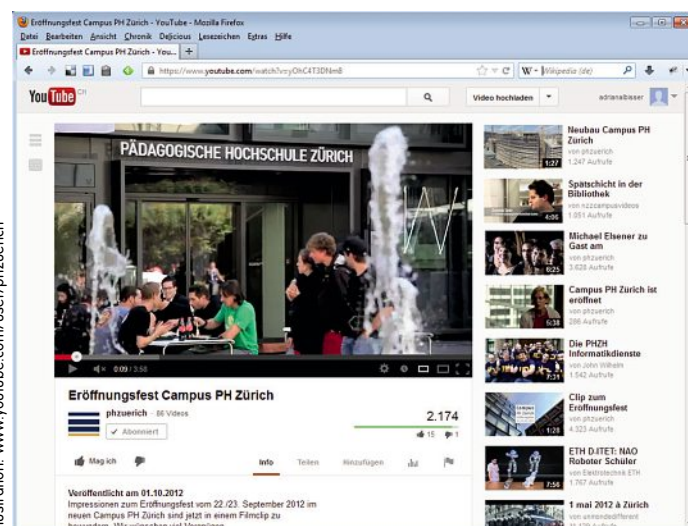 Eröffnungsfest Campus PH Zürich - YouTube - Mozilla Firefox
Datei Bearbeiten Ansicht Chronik Delicious Lesezeichen Extras Hilfe
Eröffnungsfest Campus PH Zürich - You...
https://www.youtube.com/watch?v=yOhC4T3DNm8
W - Wikipedia (de)
YouTube CH
Video hochladen
adrianabisser
PÄDAGOGISCHE HOCHSCHULE ZÜRICH
0:09 / 3:58
Eröffnungsfest Campus PH Zürich
phzuerich · 86 Videos
Abonniert
2.174
15 1
Mag ich
Info Teilen Hinzufügen
Veröffentlicht am 01.10.2012
Impressionen zum Eröffnungsfest vom 22./23. September 2012 im
neuen Campus PH Zürich sind jetzt in einem Filmclip zu
Neubau Campus PH
Zürich
von phzuerich
1.247 Aufrufe
1:27
Spätschicht in der
Bibliothek
von nzzcampusvideos
1.051 Aufrufe
4:06
Michael Elsener zu
Gast am
von phzuerich
3.628 Aufrufe
6:25
Campus PH Zürich ist
eröffnet
von phzuerich
286 Aufrufe
5:38
Die PHZH
Informatikdienste
von John Wilhelm
1.542 Aufrufe
7:31
Clip zum
Eröffnungsfest
von phzuerich
4.323 Aufrufe
1:28
ETH D-ITET: NAO
Roboter Schüler
von Elektrotechnik ETH
1.767 Aufrufe
7:56
1 mai 2012 à Zürich
von unmondedifferent
www.youtube.com/user/phzuerich